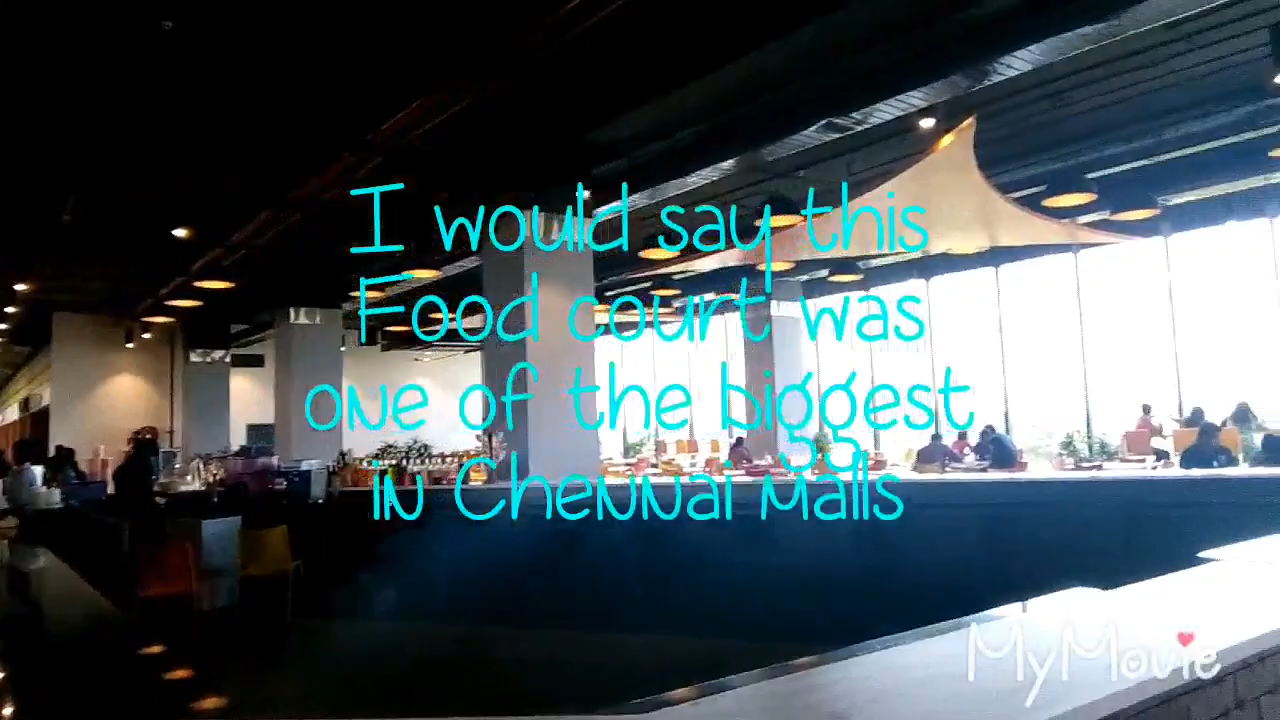 I would say this
Food court was
one of the biggest
in Chennai malls
MyMovie